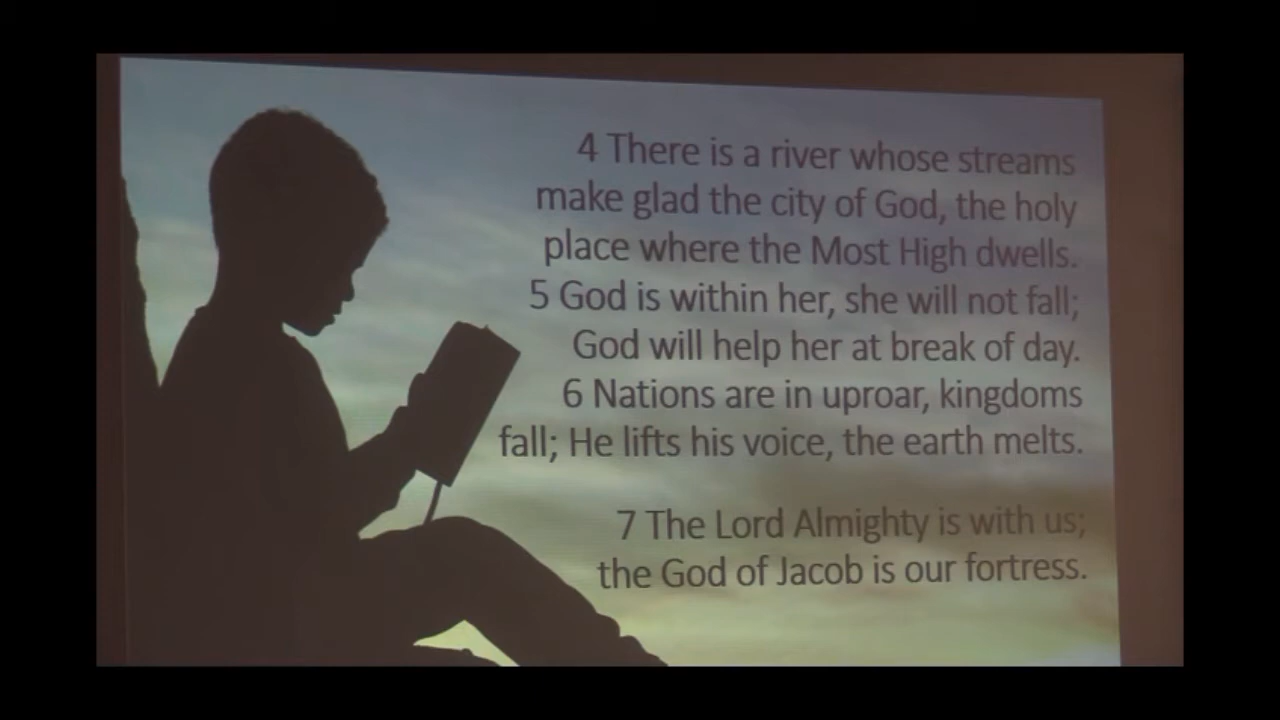 4 There is a river whose streams
make glad the city of God, the holy
place where the Most High dwells.
5 God is within her, she will not fall;
God will help her at break of day.
6 Nations are in uproar, kingdoms
fall; He lifts his voice, the earth melts.
7 The Lord Almighty is with us;
the God of Jacob is our fortress.